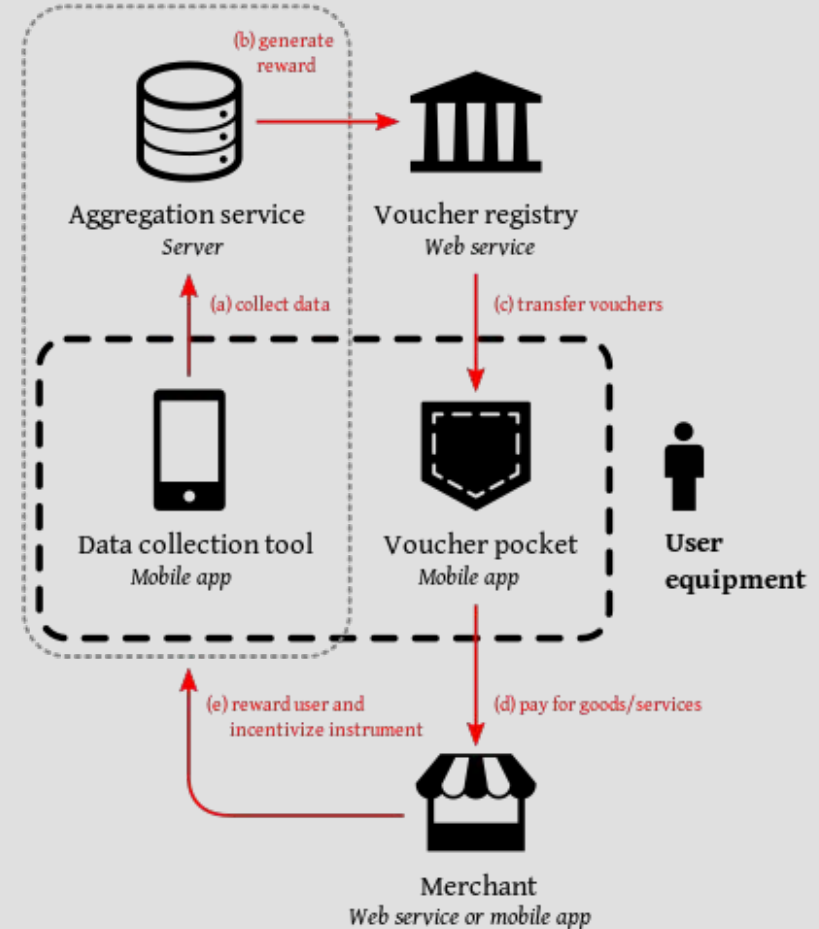 (b) generate
reward
Aggregation service
Server
Voucher registry
Web service
(a) collect data
(c) transfer vouchers
Data collection tool
Mobile app
Voucher pocket
Mobile app
User
equipment
(e) reward user and
incentivize instrument
(d) pay for goods/services
Merchant
Web service or mobile app